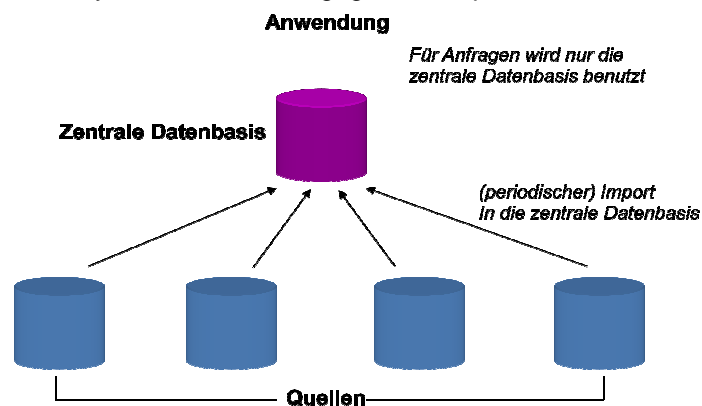 Anwendung
Für Anfragen wird nur die
zentrale Datenbasis benutzt
Zentrale Datenbasis
(periodischer) Import
in die zentrale Datenbasis
Quellen